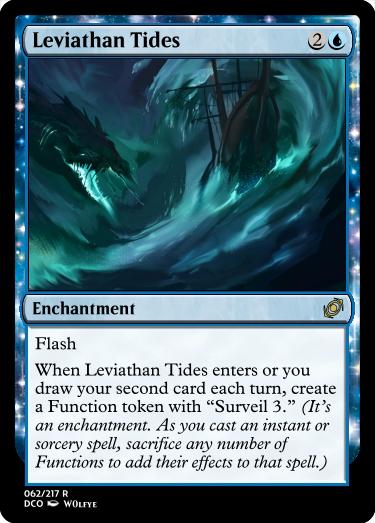 Leviathan Tides 2
Enchantment
Flash
When Leviathan Tides enters or you
draw your second card each turn, create
a Function token with “Surveil 3.” (It’s
an enchantment. As you cast an instant or
sorcery spell, sacrifice any number of
Functions to add their effects to that spell.)
062/217 R
DCO W0LFYE